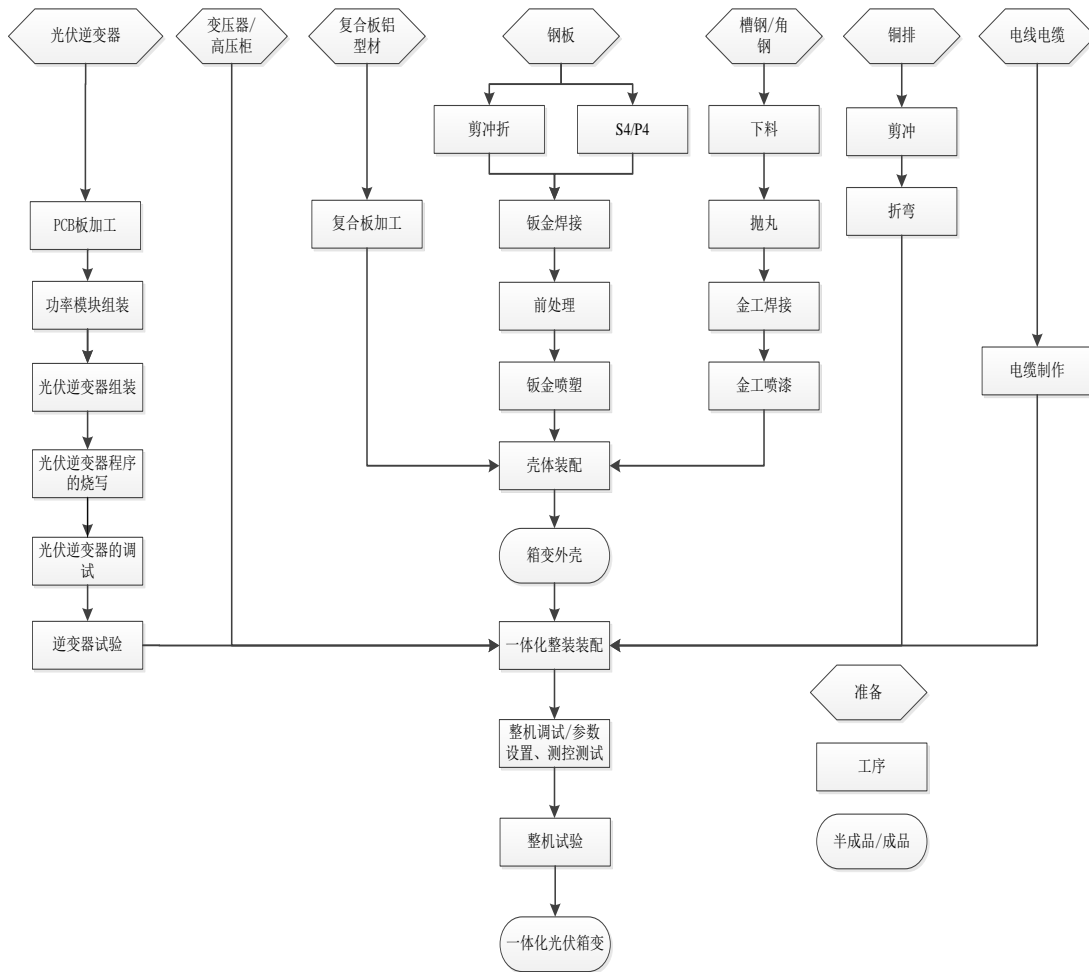 光伏逆变器
变压器/
高压柜
复合板铝
型材
钢板
槽钢/角
钢
铜排
电线电缆
剪冲折
S4/P4
下料
剪冲
PCB板加工
复合板加工
钣金焊接
抛丸
折弯
功率模块组装
前处理
金工焊接
光伏逆变器组装
钣金喷塑
金工喷漆
电缆制作
光伏逆变器程序
的烧写
壳体装配
光伏逆变器的调
试
箱变外壳
逆变器试验
一体化整装装配
准备
整机调试/参数
设置、测控测试
工序
整机试验
半成品/成品
一体化光伏箱变